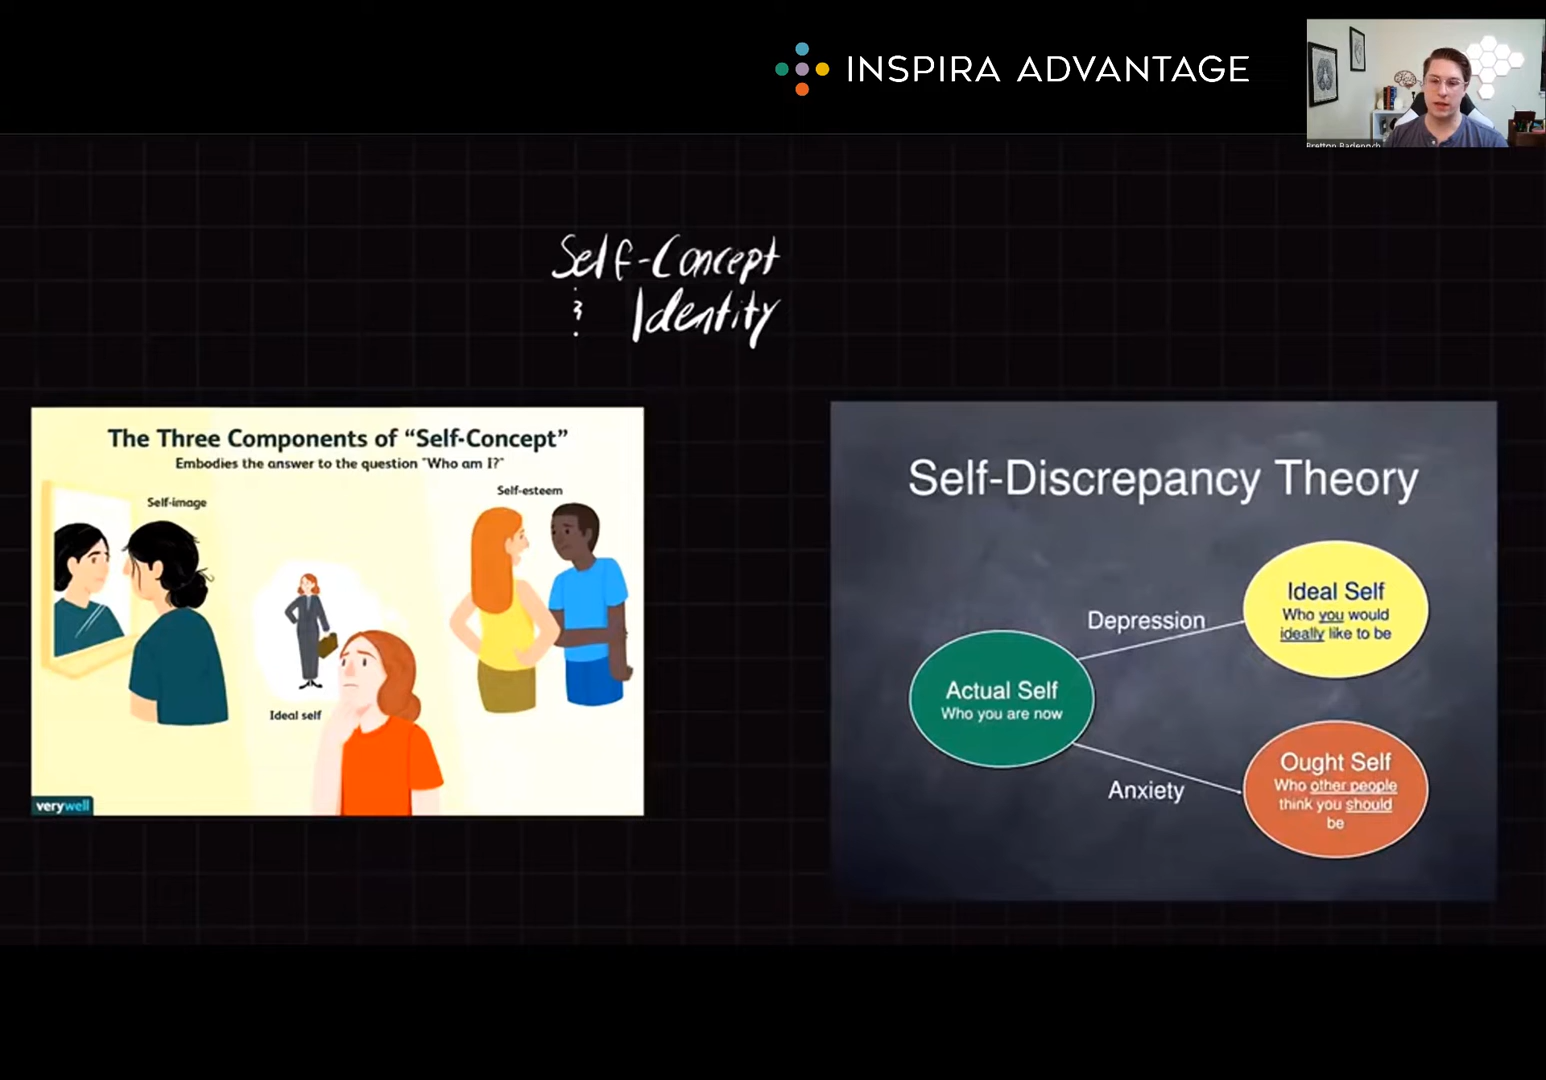 INSPIRA ADVANTAGE
Self-Concept
& Identity
The Three Components of “Self-Concept”
Embodies the answer to the question "Who am I?"
Self-image
Self-esteem
Ideal self
verywell
Self-Discrepancy Theory
Ideal Self
Who you would
ideally like to be
Depression
Actual Self
Who you are now
Anxiety
Ought Self
Who other people
think you should
be